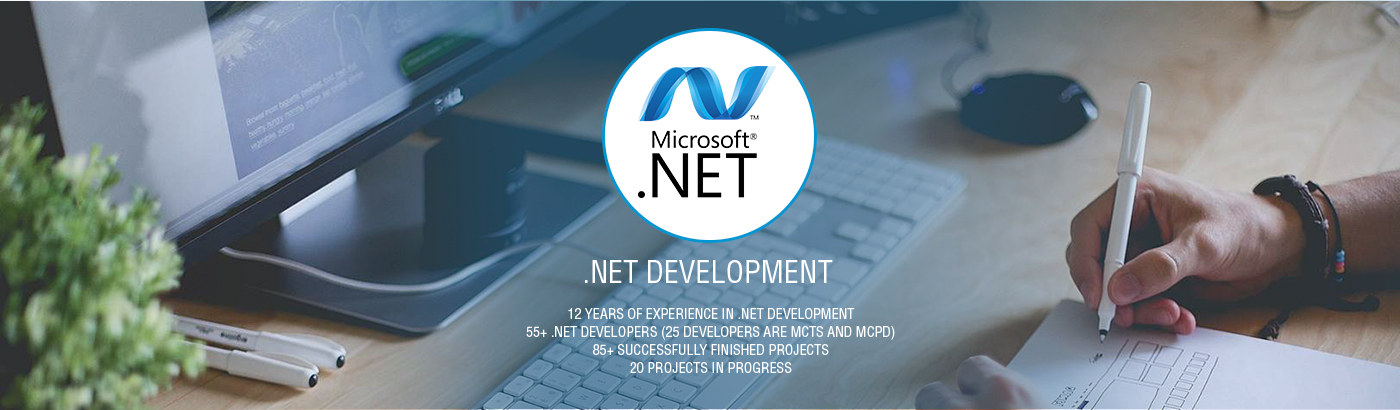 Microsoft®
.NET
.NET DEVELOPMENT
12 YEARS OF EXPERIENCE IN .NET DEVELOPMENT
55+ .NET DEVELOPERS (25 DEVELOPERS ARE MCTS AND MCPD)
85+ SUCCESSFULLY FINISHED PROJECTS
20 PROJECTS IN PROGRESS